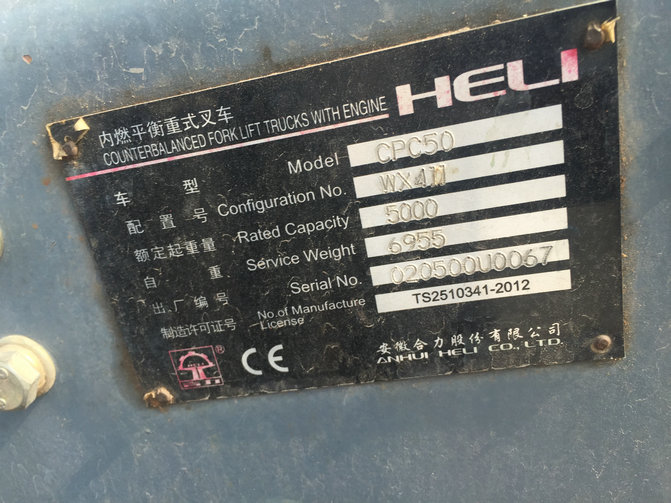 HELI
内燃平衡重式叉车
COUNTERBALANCED FORK LIFT TRUCKS WITH ENGINE
车型 Model CPC50
配置号 Configuration No. WX4M
额定起重量 Rated Capacity 5000
自重 Service Weight 6955
出厂编号 Serial No. 020500U0067
制造许可证号 No.of Manufacture License TS2510341-2012
® CE
安徽合力股份有限公司
ANHUI HELI CO., LTD.